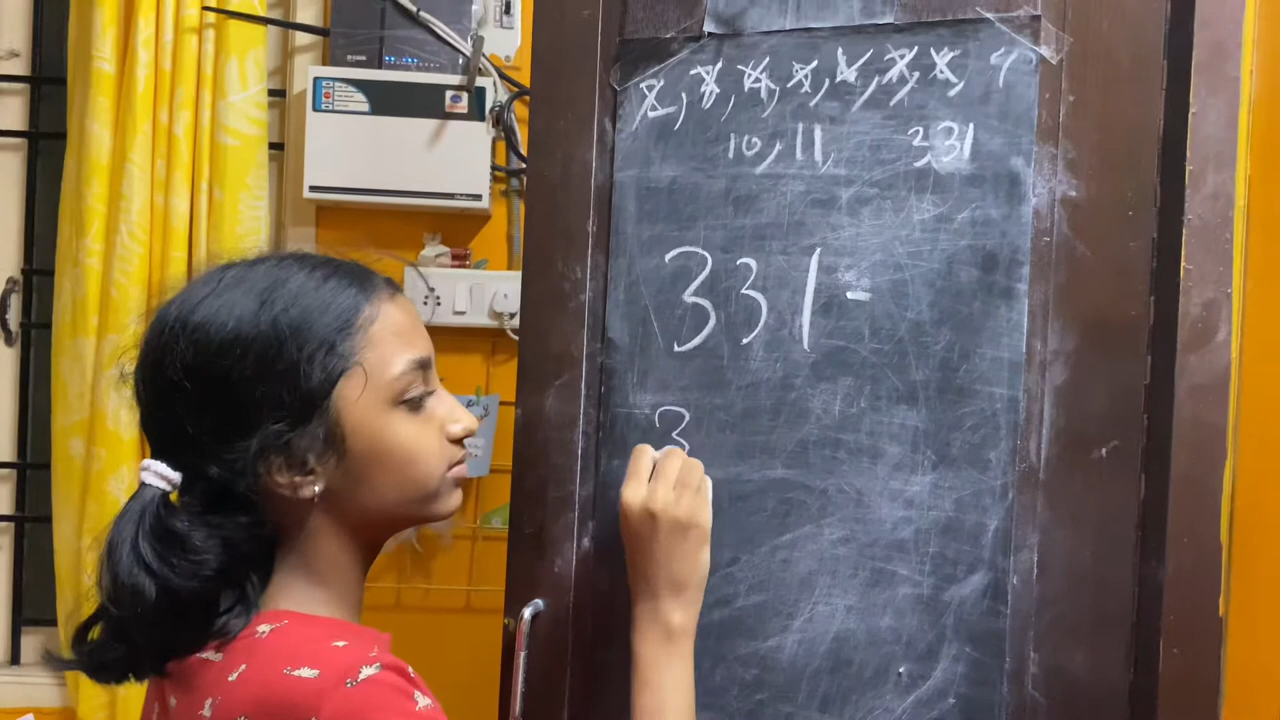 2, 3, 4, 5, 6, 7, 8, 9
10, 11, 331
331 -
3